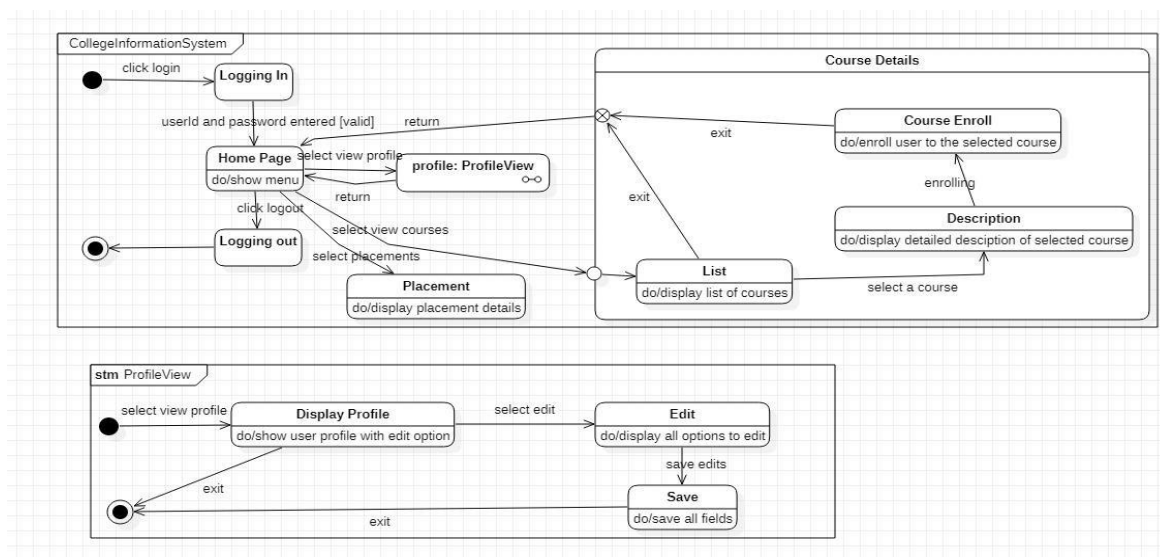 CollegeInformationSystem
click login
Logging In
userId and password entered [valid]
return
Home Page
do/show menu
select view profile
profile: ProfileView
return
click logout
Logging out
select view courses
select placements
Placement
do/display placement details
Course Details
Course Enroll
do/enroll user to the selected course
exit
exit
enrolling
Description
do/display detailed desciption of selected course
List
do/display list of courses
select a course
stm ProfileView
select view profile
Display Profile
do/show user profile with edit option
select edit
Edit
do/display all options to edit
save edits
exit
Save
do/save all fields
exit